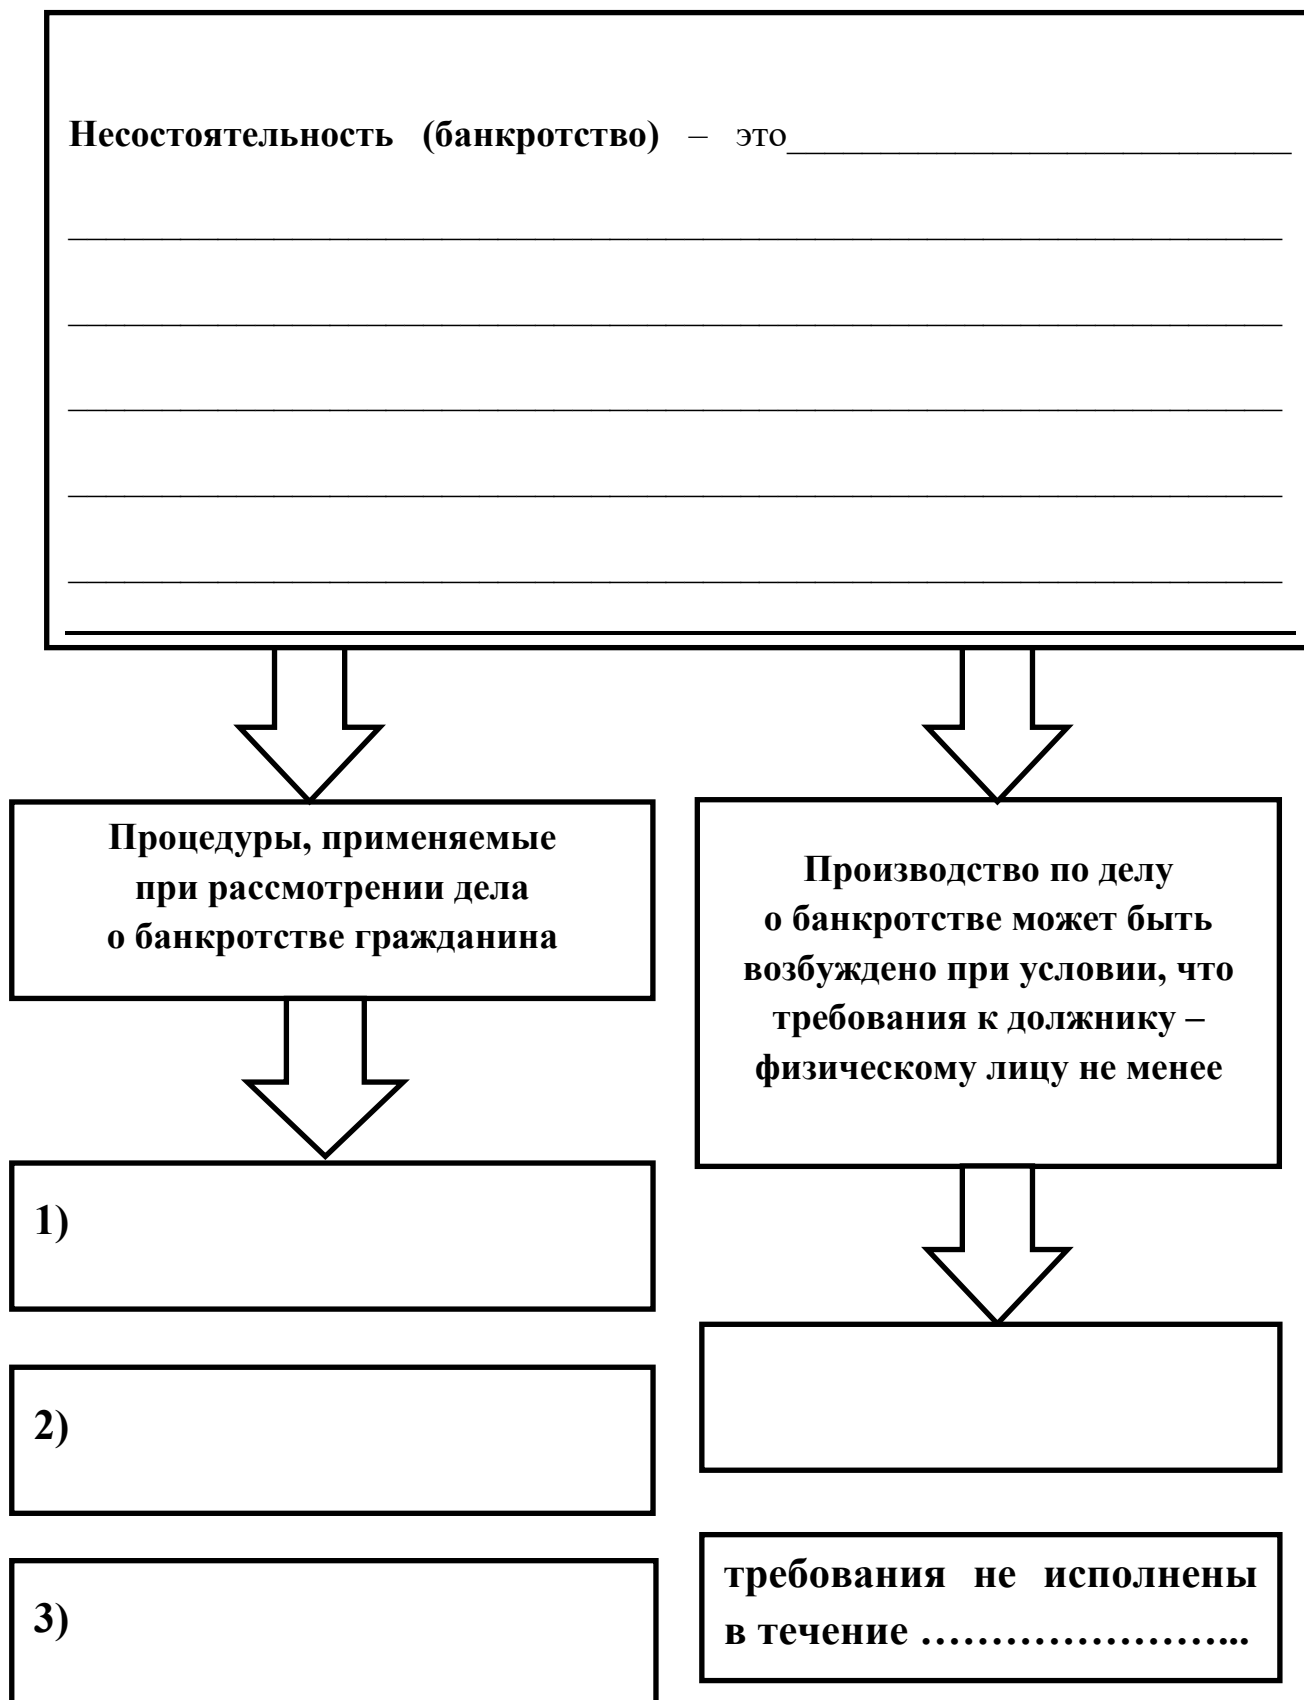 Несостоятельность (банкротство) – это______________________________
Процедуры, применяемые
при рассмотрении дела
о банкротстве гражданина
Производство по делу
о банкротстве может быть
возбуждено при условии, что
требования к должнику –
физическому лицу не менее
1)
2)
3)
требования не исполнены
в течение …………………...